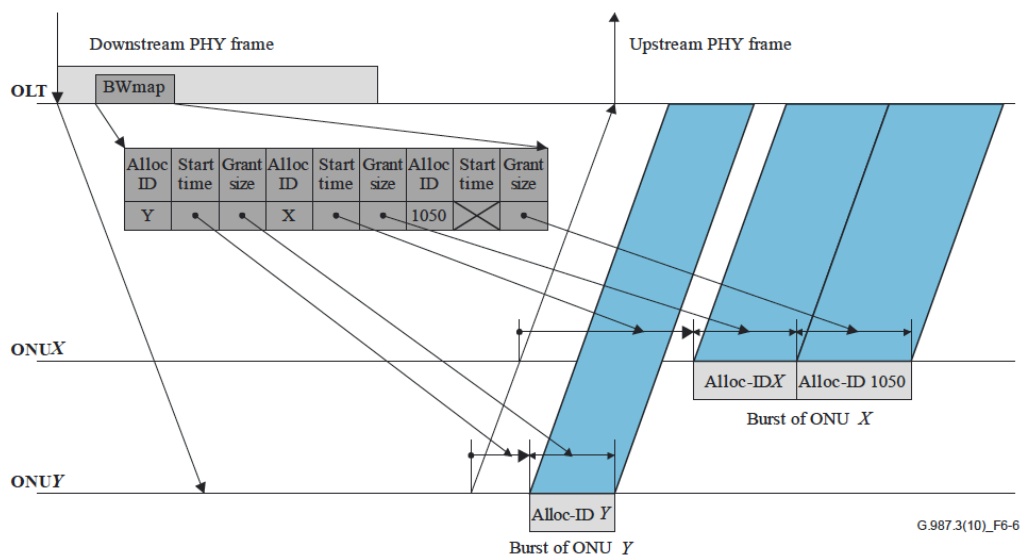 Downstream PHY frame
Upstream PHY frame
OLT
BWmap
Alloc ID Start time Grant size Alloc ID Start time Grant size Alloc ID Start time Grant size
Y X 1050
ONUX
Alloc-IDX Alloc-ID 1050
Burst of ONU X
ONUY
Alloc-ID Y
Burst of ONU Y
G.987.3(10)_F6-6